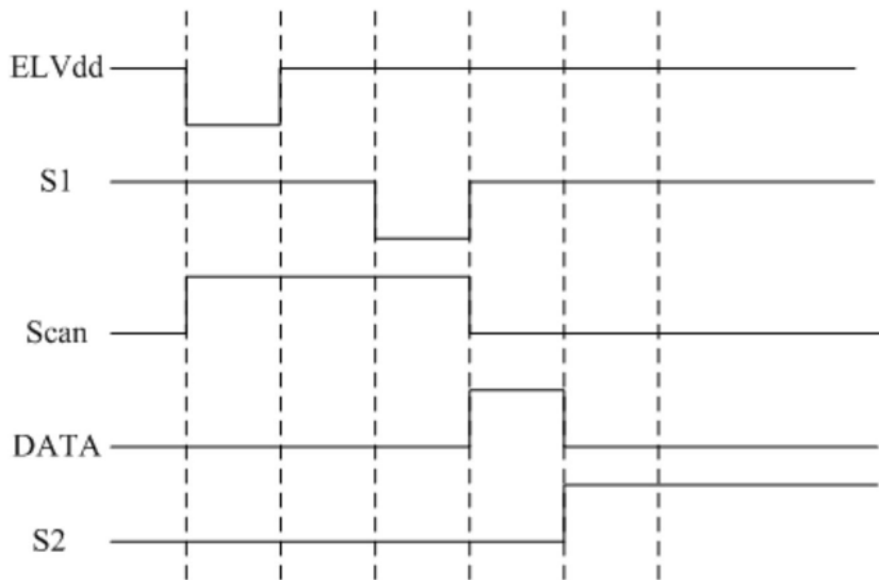 ELVdd
S1
Scan
DATA
S2